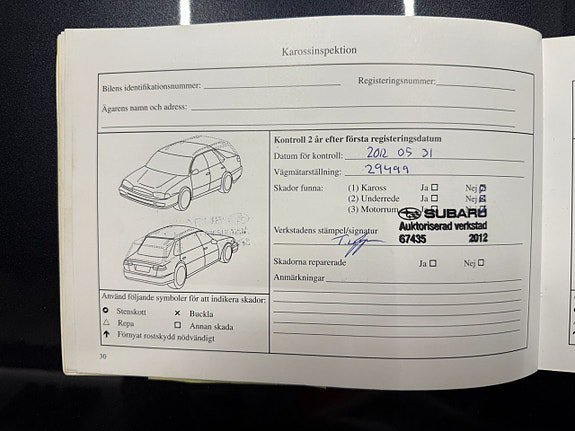 Karossinspektion
Bilens identifikationsnummer: Registeringsnummer:
Ägarens namn och adress:
Kontroll 2 år efter första registeringsdatum
Datum för kontroll: 2012 05 31
Vägmätarställning: 29499
Skador funna: (1) Kaross Ja Nej
(2) Underrede Ja Nej
(3) Motorrum Ja
SUBARU
Verkstadens stämpel/signatur Auktoriserad verkstad
67435 2012
Skadorna reparerade Ja Nej
Anmärkningar
Använd följande symboler för att indikera skador:
Stenskott × Buckla
△ Repa □ Annan skada
↑ Förnyat rostskydd nödvändigt
30